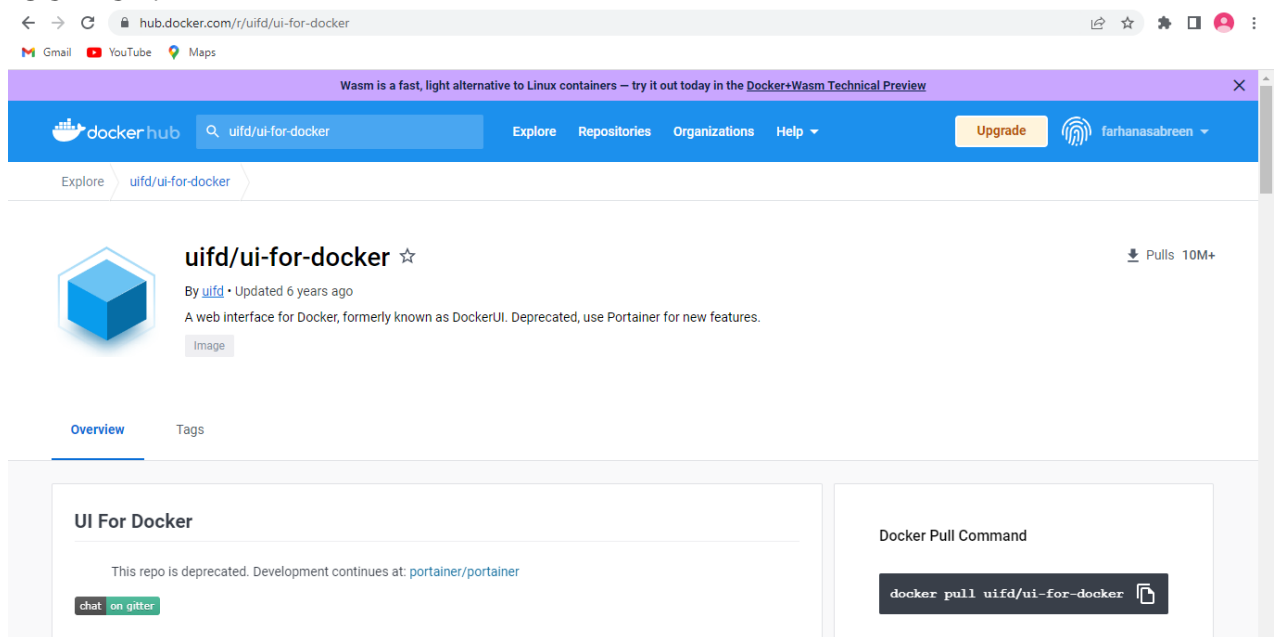 hub.docker.com/r/uifd/ui-for-docker
Gmail YouTube Maps
Wasm is a fast, light alternative to Linux containers — try it out today in the Docker+Wasm Technical Preview
dockerhub uifd/ui-for-docker Explore Repositories Organizations Help Upgrade farhanasabreen
Explore uifd/ui-for-docker
uifd/ui-for-docker
Pulls 10M+
By uifd • Updated 6 years ago
A web interface for Docker, formerly known as DockerUI. Deprecated, use Portainer for new features.
Image
Overview Tags
UI For Docker
This repo is deprecated. Development continues at: portainer/portainer
chat on gitter
Docker Pull Command
docker pull uifd/ui-for-docker